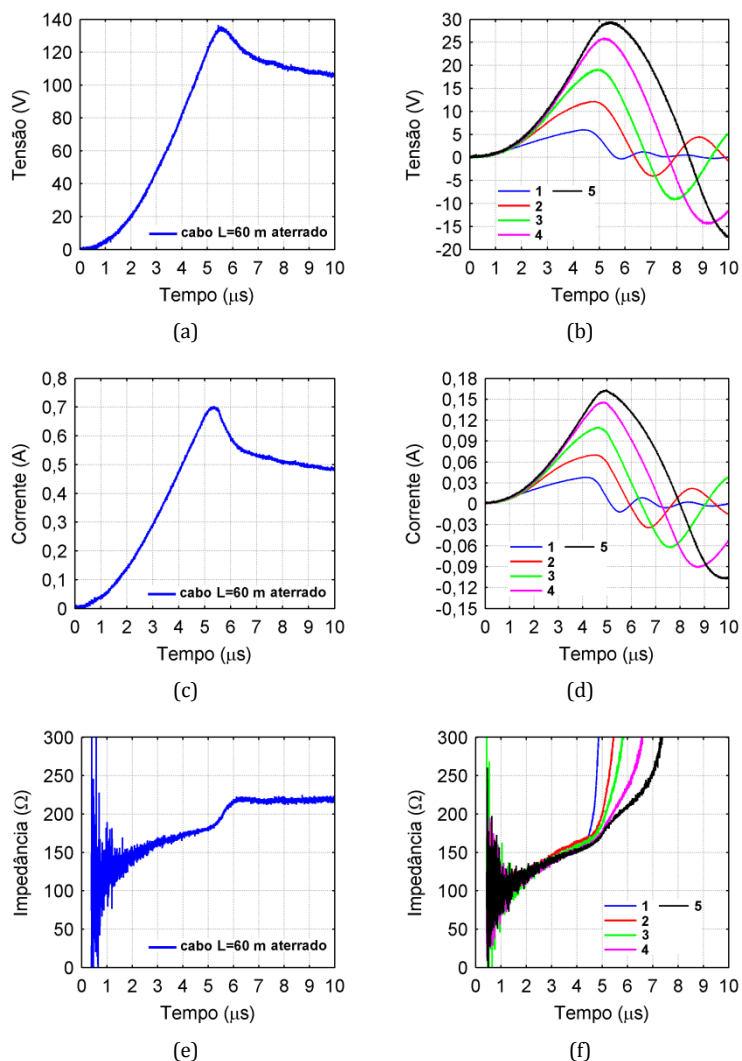 Tensão (V)
140
120
100
80
60
40
20
0
cabo L=60 m aterrado
0 1 2 3 4 5 6 7 8 9 10
Tempo (μs)
(a)
Tensão (V)
30
25
20
15
10
5
0
-5
-10
-15
-20
1 5
2
3
4
0 1 2 3 4 5 6 7 8 9 10
Tempo (μs)
(b)
Corrente (A)
0,8
0,7
0,6
0,5
0,4
0,3
0,2
0,1
0
cabo L=60 m aterrado
0 1 2 3 4 5 6 7 8 9 10
Tempo (μs)
(c)
Corrente (A)
0,18
0,15
0,12
0,09
0,06
0,03
0
-0,03
-0,06
-0,09
-0,12
-0,15
1 5
2
3
4
0 1 2 3 4 5 6 7 8 9 10
Tempo (μs)
(d)
Impedância (Ω)
300
250
200
150
100
50
0
cabo L=60 m aterrado
0 1 2 3 4 5 6 7 8 9 10
Tempo (μs)
(e)
Impedância (Ω)
300
250
200
150
100
50
0
1 5
2
3
4
0 1 2 3 4 5 6 7 8 9 10
Tempo (μs)
(f)